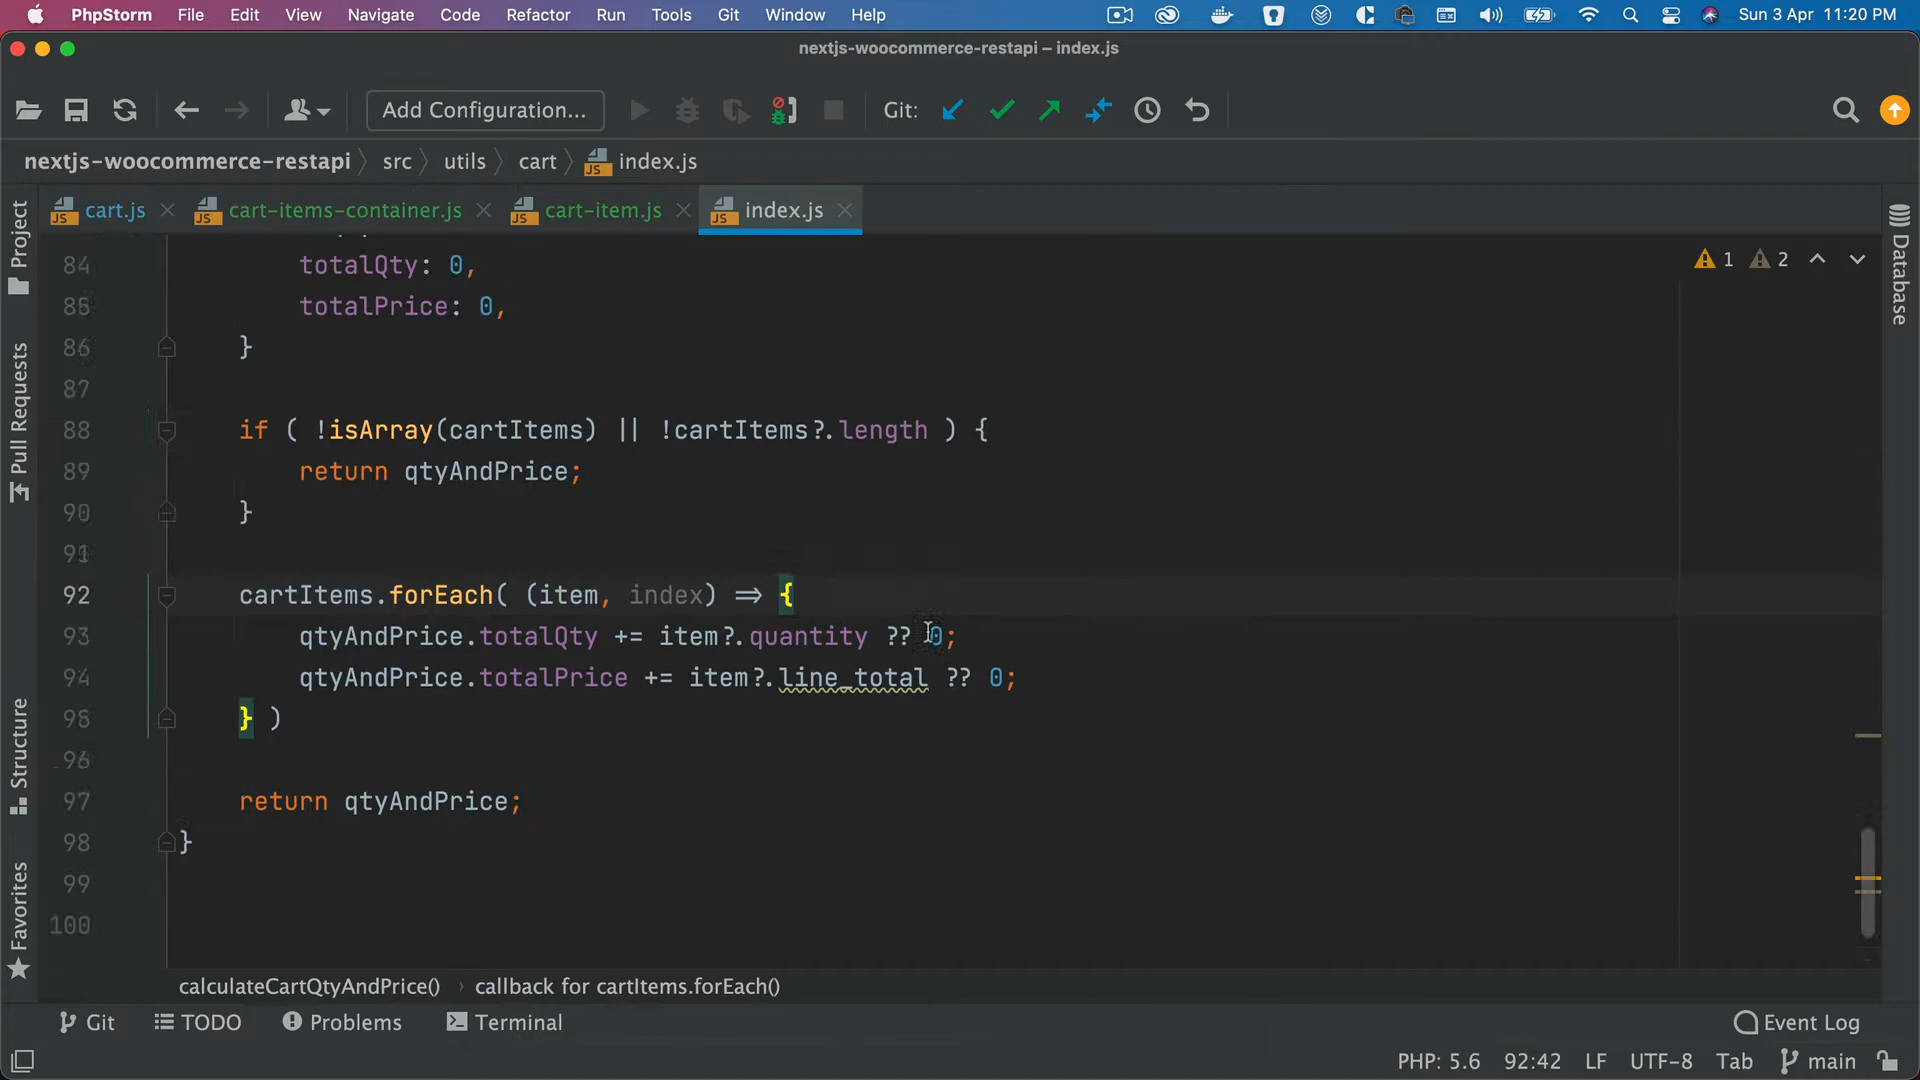 PhpStorm File Edit View Navigate Code Refactor Run Tools Git Window Help Sun 3 Apr 11:20 PM
nextjs-woocommerce-restapi – index.js
Add Configuration... Git:
nextjs-woocommerce-restapi src utils cart index.js
cart.js cart-items-container.js cart-item.js index.js
Project
Pull Requests
Structure
Favorites
Database
1 2
84 totalQty: 0,
85 totalPrice: 0,
86 }
87
88 if ( !isArray(cartItems) || !cartItems?.length ) {
89 return qtyAndPrice;
90 }
91
92 cartItems.forEach( (item, index) => {
93 qtyAndPrice.totalQty += item?.quantity ?? 0;
94 qtyAndPrice.totalPrice += item?.line_total ?? 0;
95 } )
96
97 return qtyAndPrice;
98 }
99
100
calculateCartQtyAndPrice() › callback for cartItems.forEach()
Git TODO Problems Terminal Event Log
PHP: 5.6 92:42 LF UTF-8 Tab main